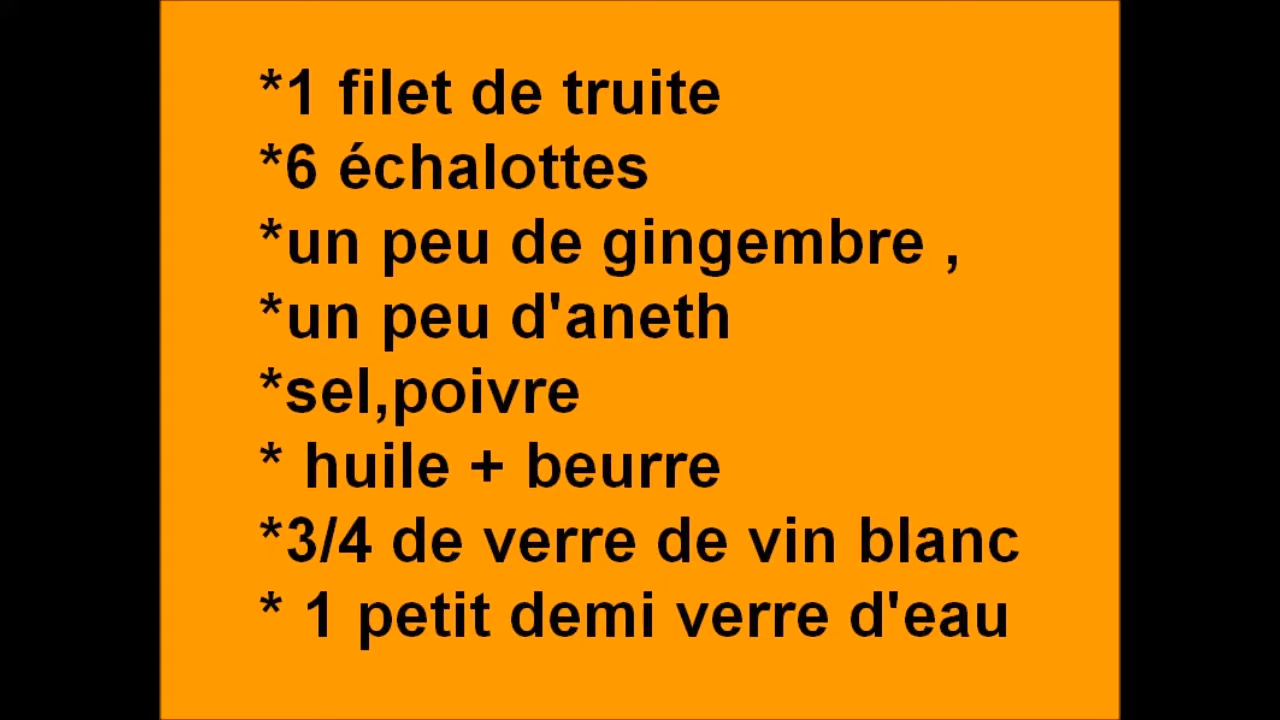 *1 filet de truite
*6 échalottes
*un peu de gingembre ,
*un peu d'aneth
*sel,poivre
* huile + beurre
*3/4 de verre de vin blanc
* 1 petit demi verre d'eau